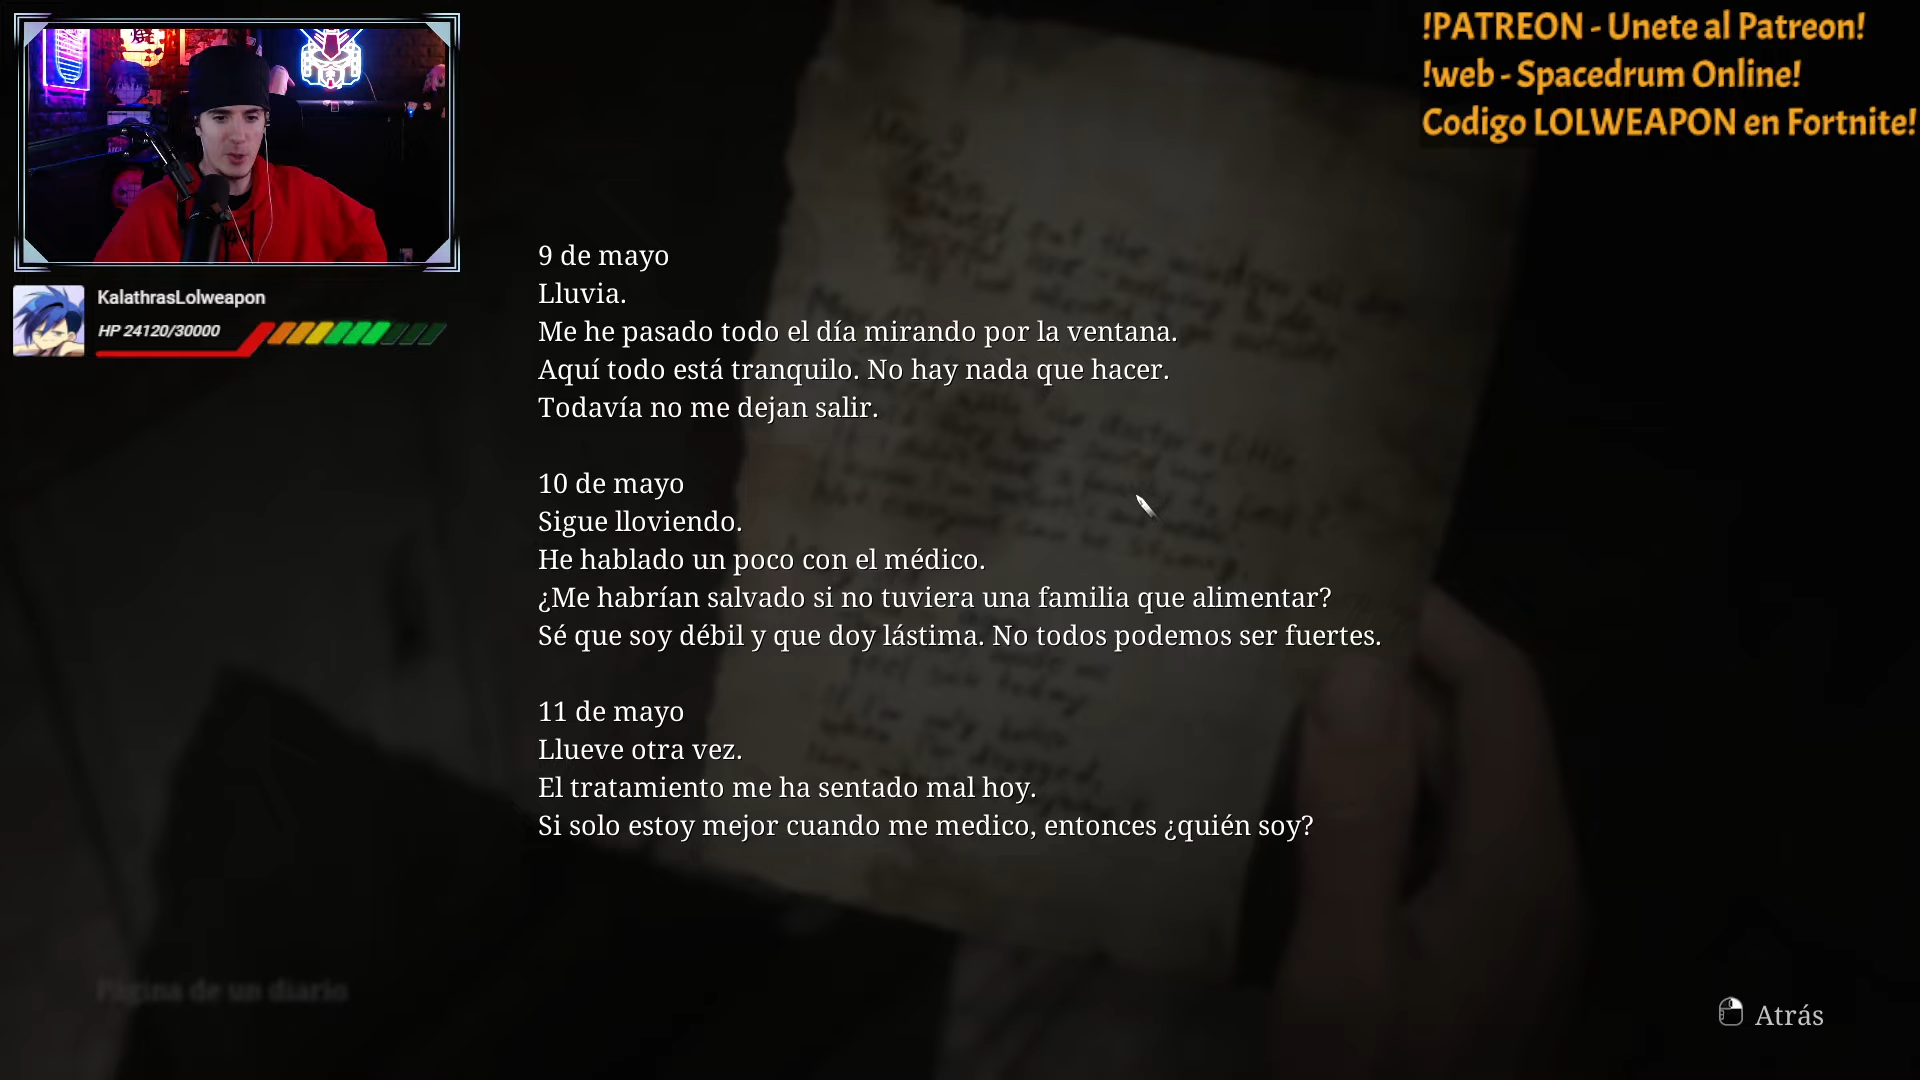 !PATREON - Unete al Patreon!
!web - Spacedrum Online!
Codigo LOLWEAPON en Fortnite!
KalathrasLolweapon
HP 24120/30000
9 de mayo
Lluvia.
Me he pasado todo el día mirando por la ventana.
Aquí todo está tranquilo. No hay nada que hacer.
Todavía no me dejan salir.
10 de mayo
Sigue lloviendo.
He hablado un poco con el médico.
¿Me habrían salvado si no tuviera una familia que alimentar?
Sé que soy débil y que doy lástima. No todos podemos ser fuertes.
11 de mayo
Llueve otra vez.
El tratamiento me ha sentado mal hoy.
Si solo estoy mejor cuando me medico, entonces ¿quién soy?
Página de un diario
Atrás